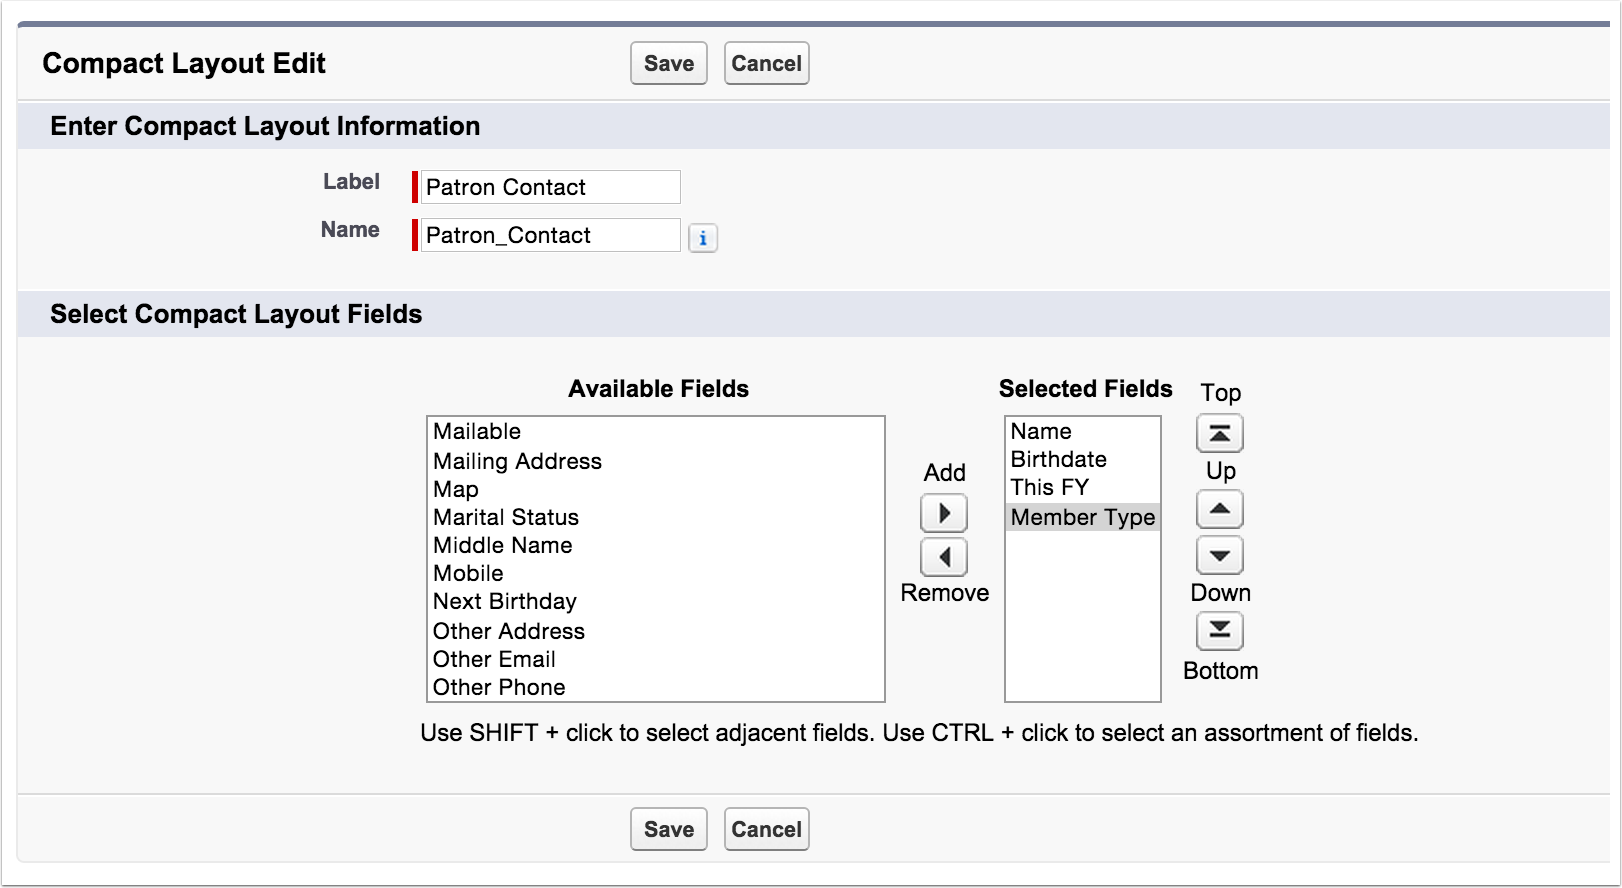 Compact Layout Edit
Save
Cancel
Enter Compact Layout Information
Label
Patron Contact
Name
Patron_Contact
i
Select Compact Layout Fields
Available Fields
Mailable
Mailing Address
Map
Marital Status
Middle Name
Mobile
Next Birthday
Other Address
Other Email
Other Phone
Add
Remove
Selected Fields
Name
Birthdate
This FY
Member Type
Top
Up
Down
Bottom
Use SHIFT + click to select adjacent fields. Use CTRL + click to select an assortment of fields.
Save
Cancel